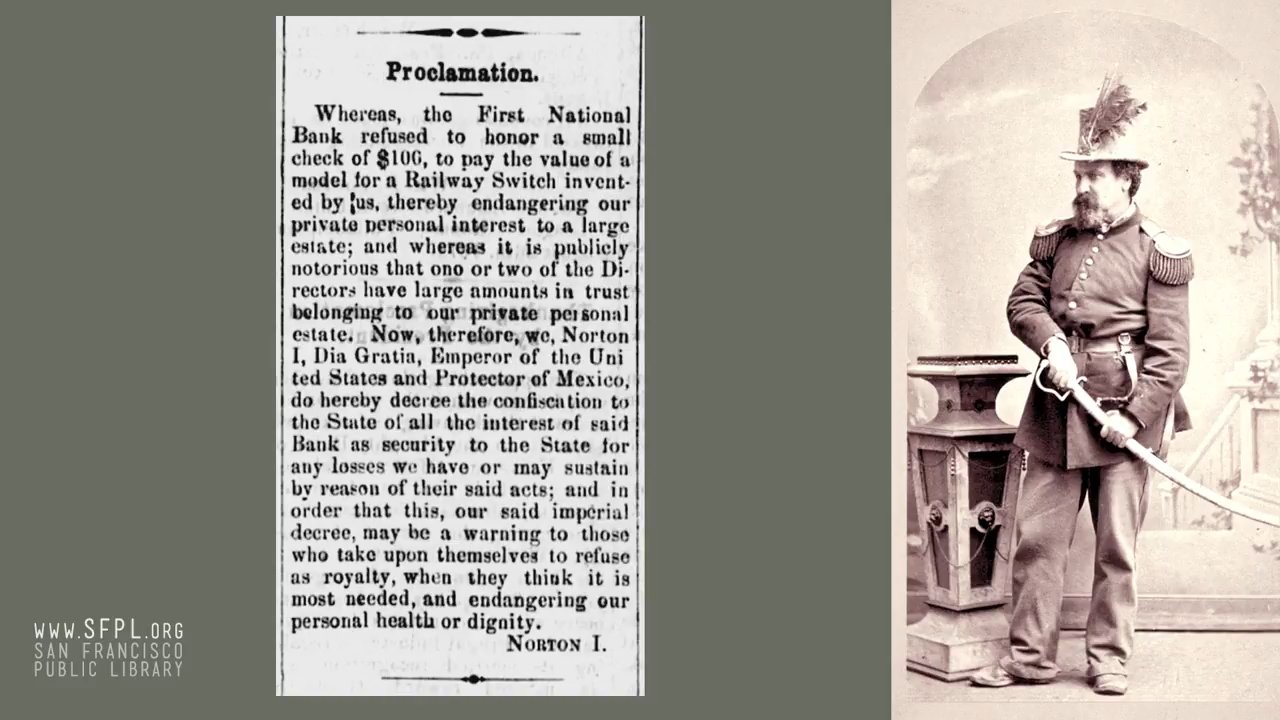 Proclamation.
Whereas, the First National
Bank refused to honor a small
check of $100, to pay the value of a
model for a Railway Switch invent-
ed by us, thereby endangering our
private personal interest to a large
estate; and whereas it is publicly
notorious that one or two of the Di-
rectors have large amounts in trust
belonging to our private personal
estate. Now, therefore, we, Norton
I, Dia Gratia, Emperor of the Uni
ted States and Protector of Mexico,
do hereby decree the confiscation to
the State of all the interest of said
Bank as security to the State for
any losses we have or may sustain
by reason of their said acts; and in
order that this, our said imperial
decree, may be a warning to those
who take upon themselves to refuse
as royalty, when they think it is
most needed, and endangering our
personal health or dignity.
NORTON I.
WWW.SFPL.ORG
SAN FRANCISCO
PUBLIC LIBRARY